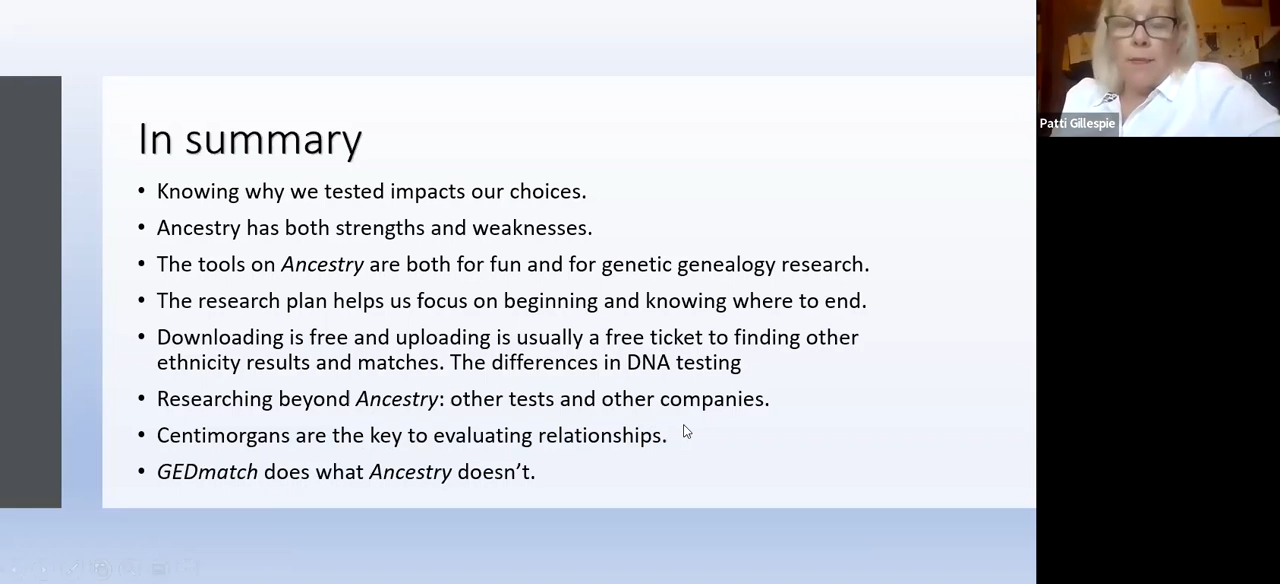 In summary
• Knowing why we tested impacts our choices.
• Ancestry has both strengths and weaknesses.
• The tools on Ancestry are both for fun and for genetic genealogy research.
• The research plan helps us focus on beginning and knowing where to end.
• Downloading is free and uploading is usually a free ticket to finding other
ethnicity results and matches. The differences in DNA testing
• Researching beyond Ancestry: other tests and other companies.
• Centimorgans are the key to evaluating relationships.
• GEDmatch does what Ancestry doesn’t.
Patti Gillespie